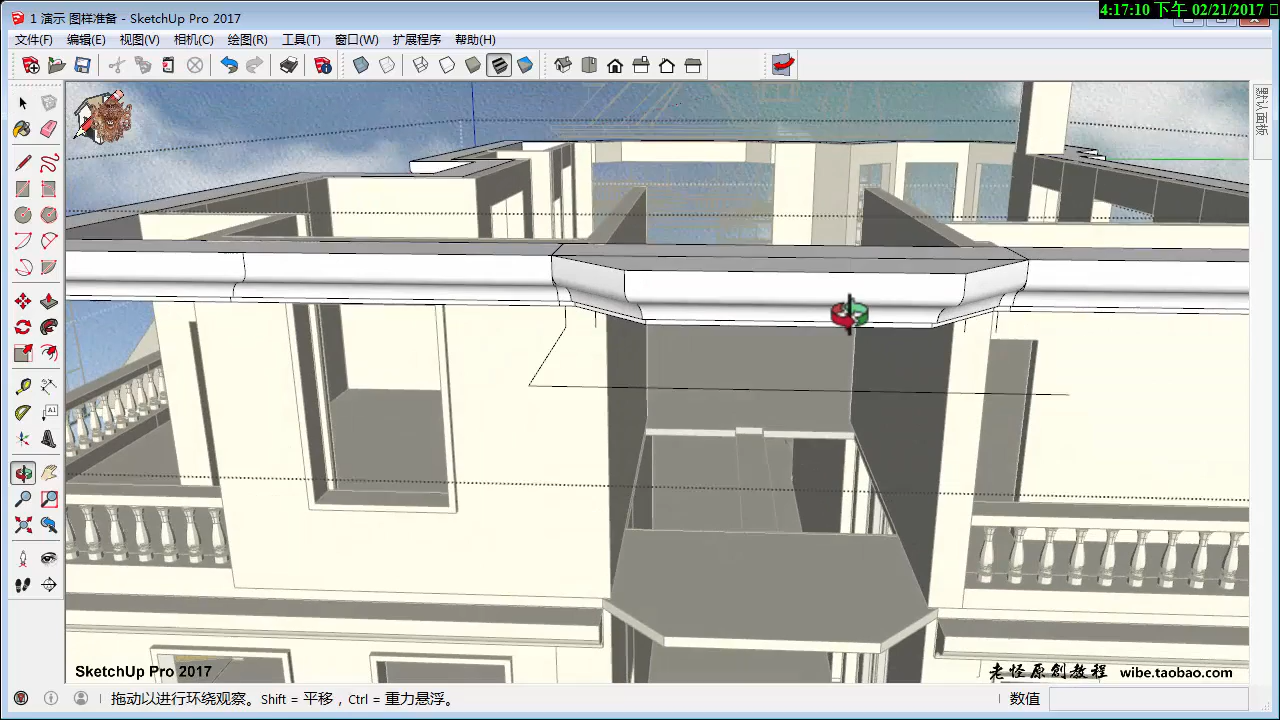 4:17:10 下午 02/21/2017
1 演示 图样准备 - SketchUp Pro 2017
文件(F) 编辑(E) 视图(V) 相机(C) 绘图(R) 工具(T) 窗口(W) 扩展程序 帮助(H)
默认面板
SketchUp Pro 2017
老怪原创教程 wibe.taobao.com
拖动以进行环绕观察。Shift = 平移，Ctrl = 重力悬浮。
数值